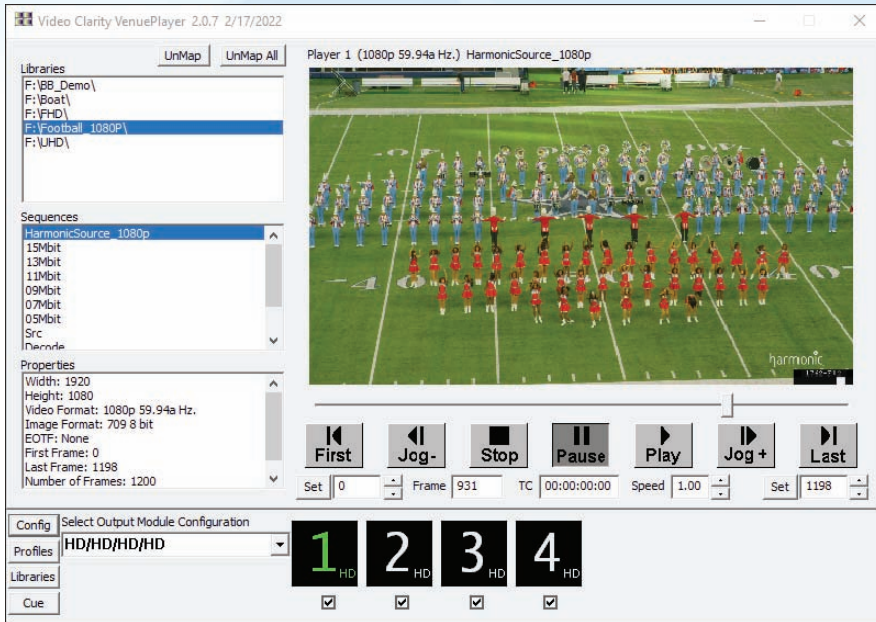 Video Clarity VenuePlayer 2.0.7 2/17/2022
UnMap UnMap All
Libraries
F:\BB_Demo\
F:\Boat\
F:\FHD\
F:\Football_1080P\
F:\UHD\
Sequences
HarmonicSource_1080p
15Mbit
13Mbit
11Mbit
09Mbit
07Mbit
05Mbit
Src
Decode
Properties
Width: 1920
Height: 1080
Video Format: 1080p 59.94a Hz.
Image Format: 709 8 bit
EOTF: None
First Frame: 0
Last Frame: 1198
Number of Frames: 1200
Player 1 (1080p 59.94a Hz.) HarmonicSource_1080p
40
40
harmonic
First Jog- Stop Pause Play Jog+ Last
Set 0 Frame 931 TC 00:00:00:00 Speed 1.00 Set 1198
Config Select Output Module Configuration
Profiles HD/HD/HD/HD
Libraries
Cue
1 HD 2 HD 3 HD 4 HD